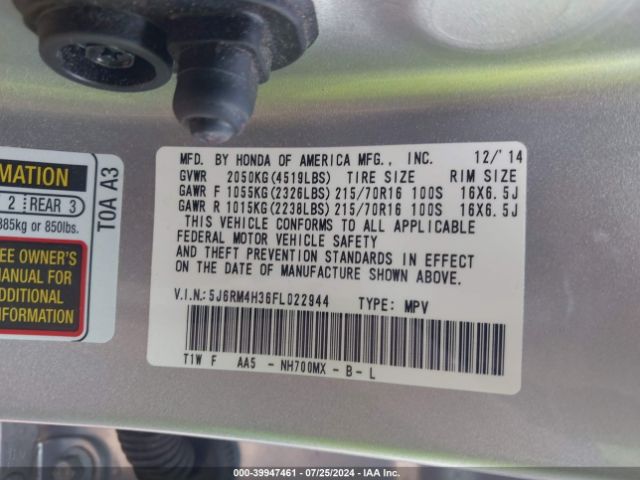 MFD. BY HONDA OF AMERICA MFG., INC. 12/'14
GVWR 2050KG(4519LBS) TIRE SIZE RIM SIZE
GAWR F 1055KG(2326LBS) 215/70R16 100S 16X6.5J
GAWR R 1015KG(2238LBS) 215/70R16 100S 16X6.5J
THIS VEHICLE CONFORMS TO ALL APPLICABLE
FEDERAL MOTOR VEHICLE SAFETY
AND THEFT PREVENTION STANDARDS IN EFFECT
ON THE DATE OF MANUFACTURE SHOWN ABOVE.
V.I.N.:5J6RM4H36FL022944 TYPE: MPV
T1W F AA5 - NH700MX - B - L
MATION
2 REAR 3
385kg or 850lbs.
EE OWNER'S
MANUAL FOR
ADDITIONAL
INFORMATION
TOA A3
000-39947461 - 07/25/2024 - IAA Inc.